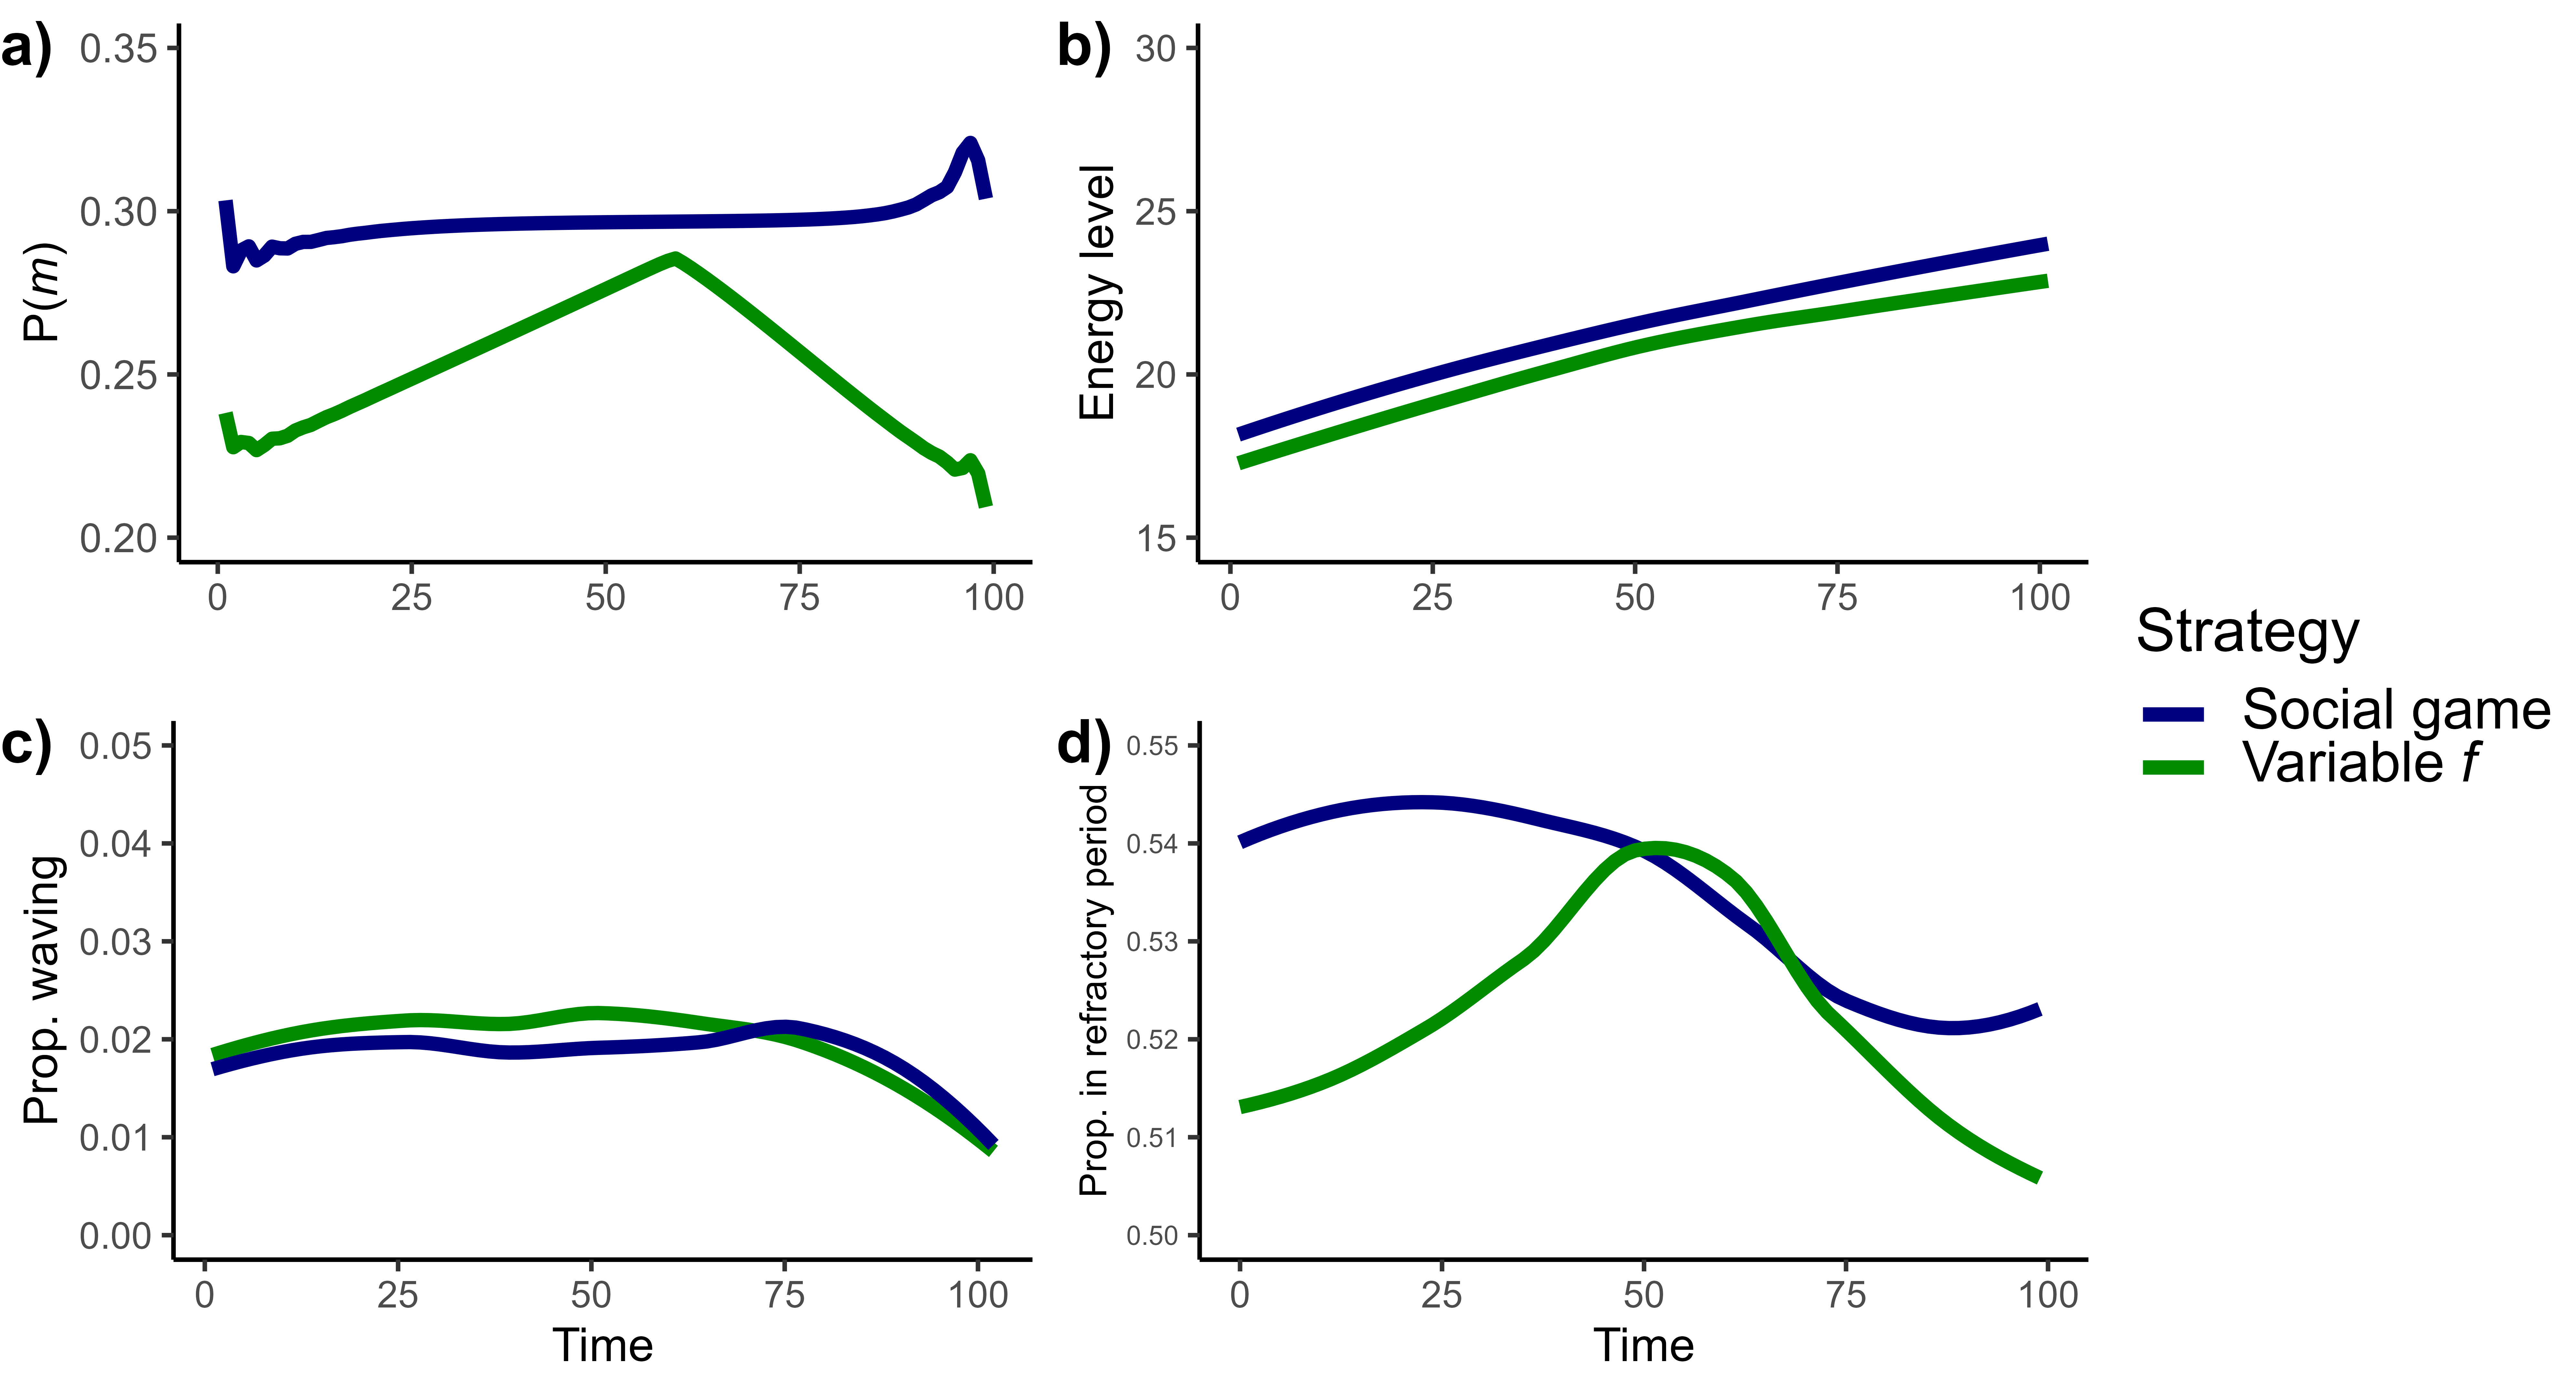 a)
0.35
0.30
0.25
0.20
P(m)
0 25 50 75 100
b)
30
25
20
15
Energy level
0 25 50 75 100
c)
0.05
0.04
0.03
0.02
0.01
0.00
Prop. waving
0 25 50 75 100
Time
d)
0.55
0.54
0.53
0.52
0.51
0.50
Prop. in refractory period
0 25 50 75 100
Time
Strategy
Social game
Variable f